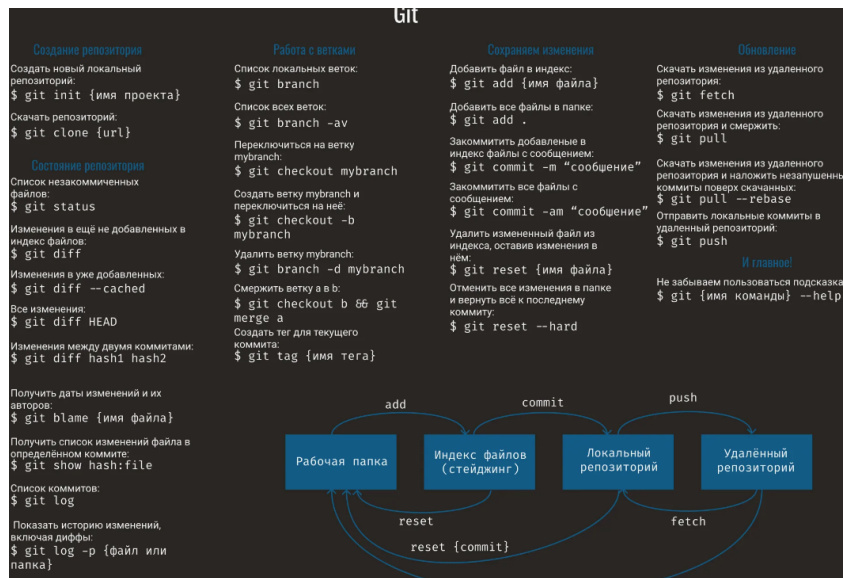 Git
Создание репозитория
Создать новый локальный
репозиторий:
$ git init {имя проекта}
Скачать репозиторий:
$ git clone {url}
Состояние репозитория
Список незакоммиченных
файлов:
$ git status
Изменения в ещё не добавленных в
индекс файлов:
$ git diff
Изменения в уже добавленных:
$ git diff --cached
Все изменения:
$ git diff HEAD
Изменения между двумя коммитами:
$ git diff hash1 hash2
Получить даты изменений и их
авторов:
$ git blame {имя файла}
Получить список изменений файла в
определённом коммите:
$ git show hash:file
Список коммитов:
$ git log
Показать историю изменений,
включая диффы:
$ git log -p {файл или
папка}
Работа с ветками
Список локальных веток:
$ git branch
Список всех веток:
$ git branch -av
Переключиться на ветку
mybranch:
$ git checkout mybranch
Создать ветку mybranch и
переключиться на неё:
$ git checkout -b
mybranch
Удалить ветку mybranch:
$ git branch -d mybranch
Смержить ветку a в b:
$ git checkout b && git
merge a
Создать тег для текущего
коммита:
$ git tag {имя тега}
Сохраняем изменения
Добавить файл в индекс:
$ git add {имя файла}
Добавить все файлы в папке:
$ git add .
Закоммитить добавленые в
индекс файлы с сообщением:
$ git commit -m “сообщение”
Закоммитить все файлы с
сообщением:
$ git commit -am “сообщение”
Удалить измененный файл из
индекса, оставив изменения в
нём:
$ git reset {имя файла}
Отменить все изменения в папке
и вернуть всё к последнему
коммиту:
$ git reset --hard
Обновление
Скачать изменения из удаленного
репозитория:
$ git fetch
Скачать изменения из удаленного
репозитория и смержить:
$ git pull
Скачать изменения из удаленного
репозитория и наложить незапушенны
коммиты поверх скачанных:
$ git pull --rebase
Отправить локальные коммиты в
удаленный репозиторий:
$ git push
И главное!
Не забываем пользоваться подсказка
$ git {имя команды} --help
add
commit
push
Рабочая папка
Индекс файлов
(стейджинг)
Локальный
репозиторий
Удалённый
репозиторий
reset
fetch
reset {commit}